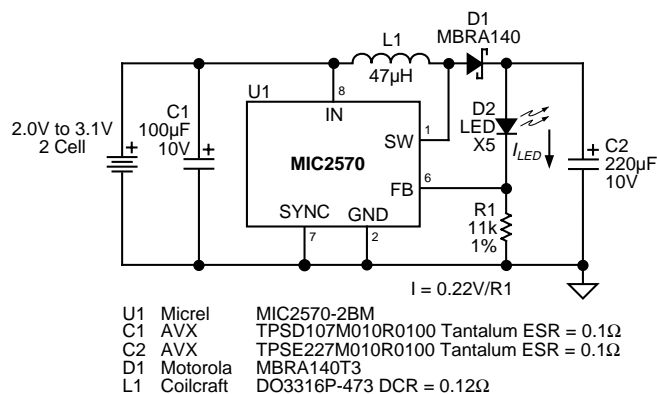 D1
MBRA140
L1
47µH
U1
8
IN
C1
100µF
10V
2.0V to 3.1V
2 Cell
MIC2570
SW
1
D2
LED
X5
I_LED
C2
220µF
10V
FB
6
SYNC
GND
7
2
R1
11k
1%
I = 0.22V/R1
U1 Micrel MIC2570-2BM
C1 AVX TPSD107M010R0100 Tantalum ESR = 0.1Ω
C2 AVX TPSE227M010R0100 Tantalum ESR = 0.1Ω
D1 Motorola MBRA140T3
L1 Coilcraft DO3316P-473 DCR = 0.12Ω